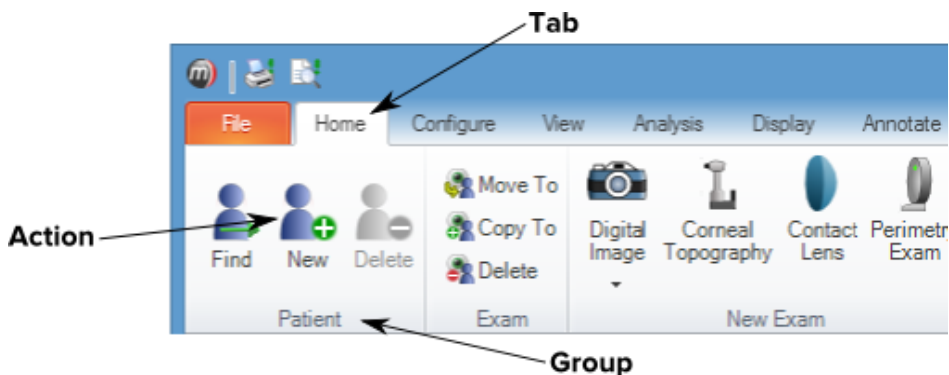 Tab
m
File Home Configure View Analysis Display Annotate
Move To
Copy To
Delete
Action
Find New Delete
Digital Image
Corneal Topography
Contact Lens
Perimetry Exam
Patient Exam New Exam
Group